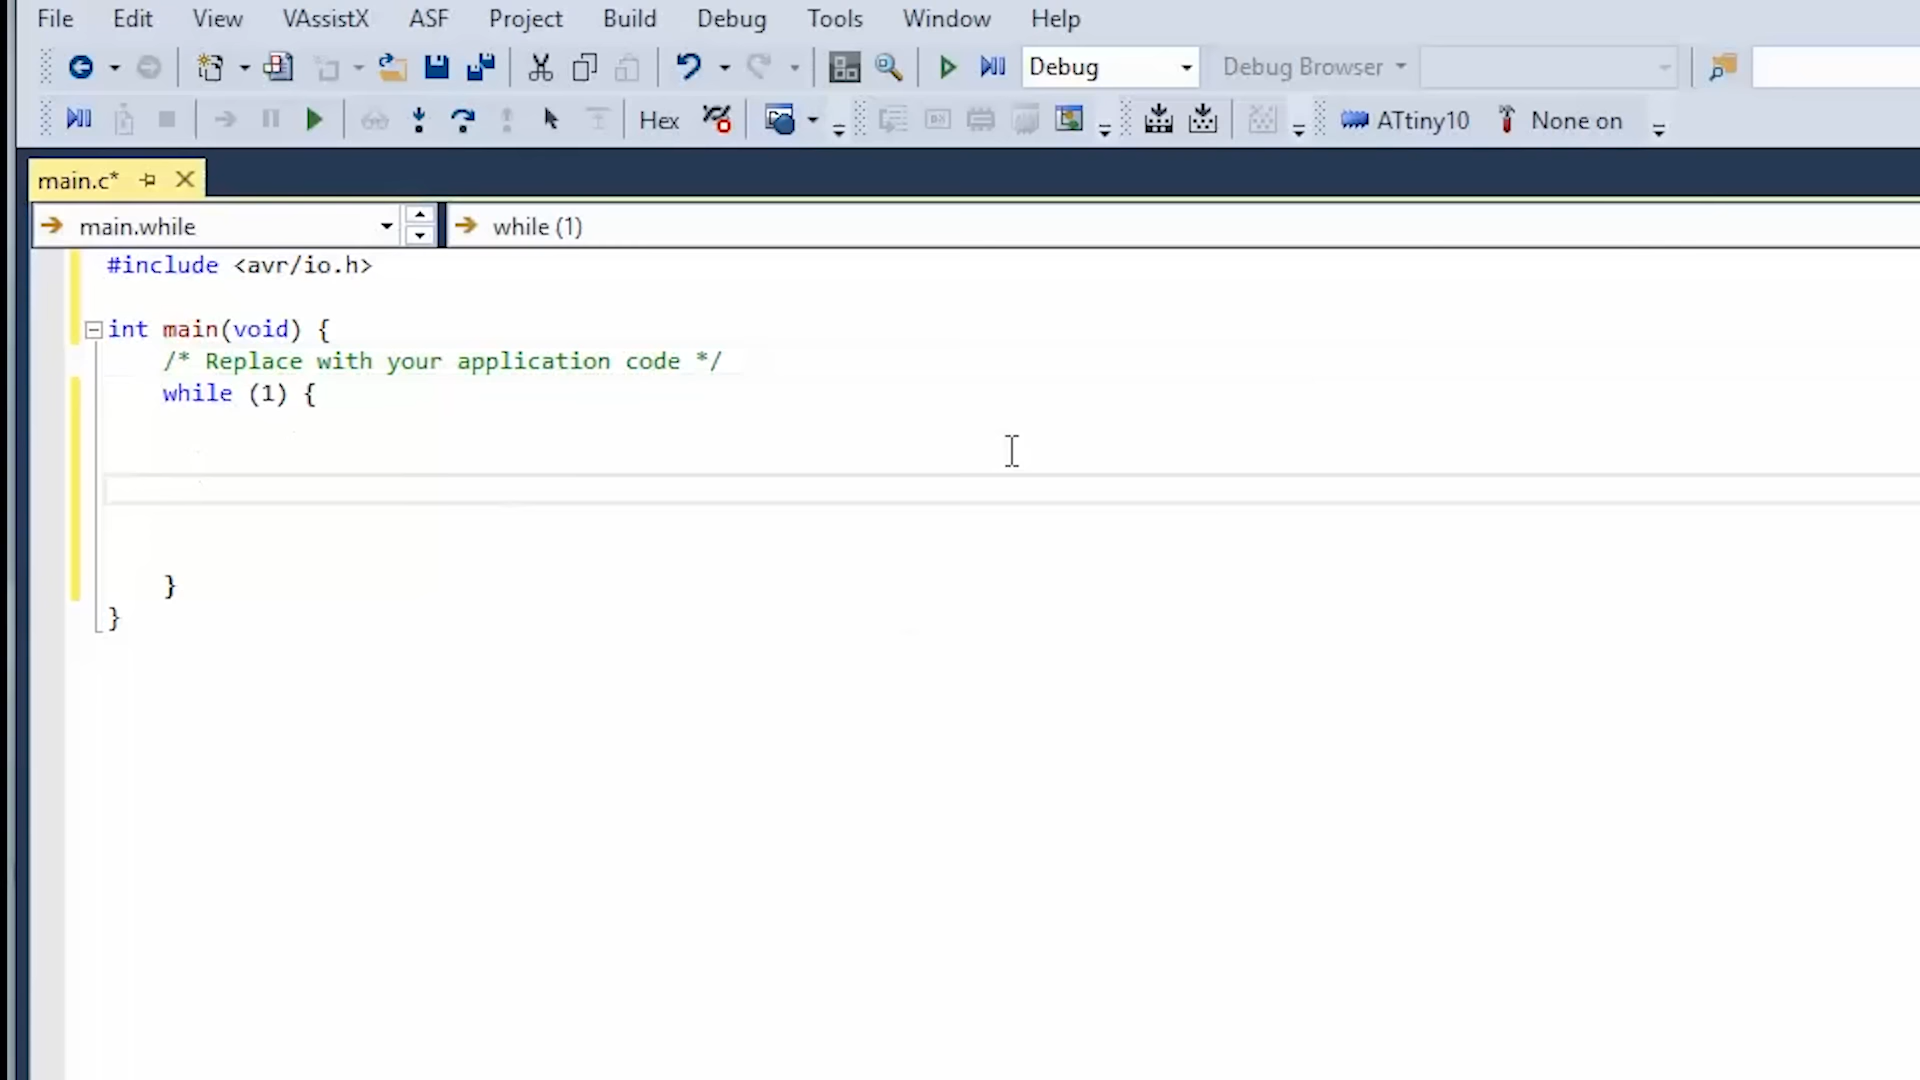 File Edit View VAssistX ASF Project Build Debug Tools Window Help
Debug Debug Browser
Hex ATtiny10 None on
main.c*
main.while while (1)
#include <avr/io.h>
int main(void) {
/* Replace with your application code */
while (1) {
}
}